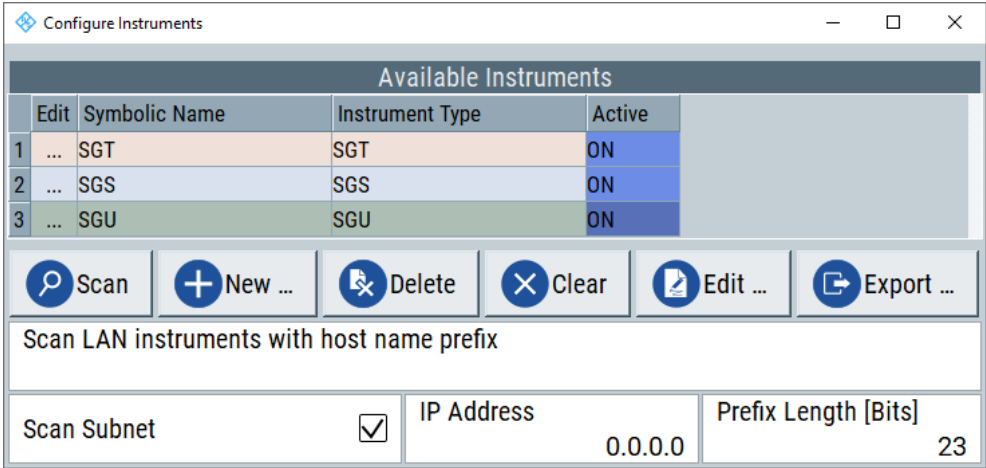 Configure Instruments
Available Instruments
Edit Symbolic Name Instrument Type Active
1 ... SGT SGT ON
2 ... SGS SGS ON
3 ... SGU SGU ON
Scan New ... Delete Clear Edit ... Export ...
Scan LAN instruments with host name prefix
Scan Subnet IP Address 0.0.0.0 Prefix Length [Bits] 23